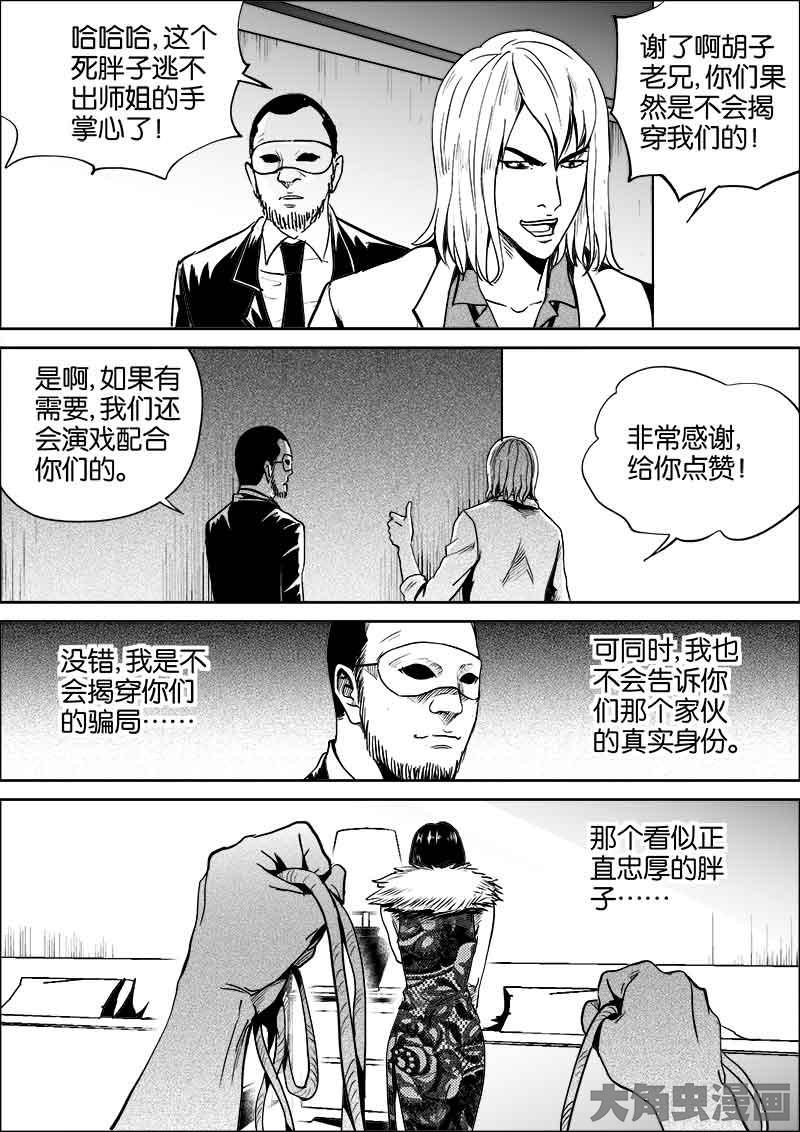 哈哈哈,这个
死胖子逃不
出师姐的手
掌心了!
谢了啊胡子
老兄,你们果
然是不会揭
穿我们的!
是啊,如果有
需要,我们还
会演戏配合
你们的。
非常感谢,
给你点赞!
没错,我是不
会揭穿你们
的骗局……
可同时,我也
不会告诉你
们那个家伙
的真实身份。
那个看似正
直忠厚的胖
子……
大角虫漫画